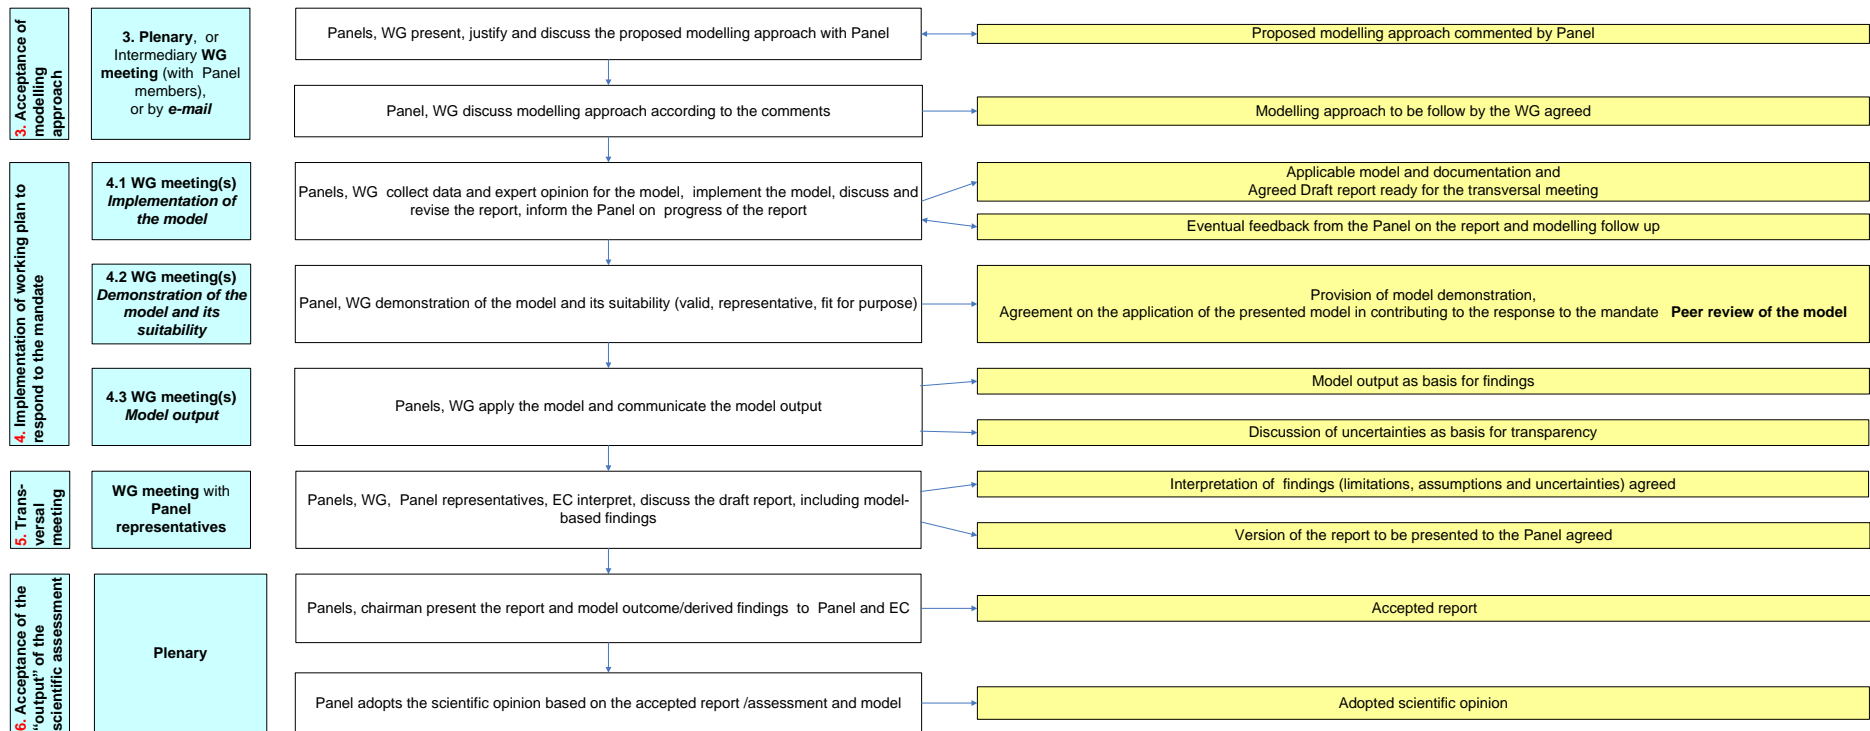 3. Acceptance of
modelling
approach
3. Plenary, or
Intermediary WG
meeting (with Panel
members),
or by e-mail
Panels, WG present, justify and discuss the proposed modelling approach with Panel
Proposed modelling approach commented by Panel
Panel, WG discuss modelling approach according to the comments
Modelling approach to be follow by the WG agreed
4. Implementation of working plan to
respond to the mandate
4.1 WG meeting(s)
Implementation of
the model
Panels, WG collect data and expert opinion for the model, implement the model, discuss and
revise the report, inform the Panel on progress of the report
Applicable model and documentation and
Agreed Draft report ready for the transversal meeting
Eventual feedback from the Panel on the report and modelling follow up
4.2 WG meeting(s)
Demonstration of the
model and its
suitability
Panel, WG demonstration of the model and its suitability (valid, representative, fit for purpose)
Provision of model demonstration,
Agreement on the application of the presented model in contributing to the response to the mandate Peer review of the model
4.3 WG meeting(s)
Model output
Panels, WG apply the model and communicate the model output
Model output as basis for findings
Discussion of uncertainties as basis for transparency
5. Trans-
versal
meeting
WG meeting with
Panel
representatives
Panels, WG, Panel representatives, EC interpret, discuss the draft report, including model-
based findings
Interpretation of findings (limitations, assumptions and uncertainties) agreed
Version of the report to be presented to the Panel agreed
6. Acceptance of the
“output” of the
scientific assessment
Plenary
Panels, chairman present the report and model outcome/derived findings to Panel and EC
Accepted report
Panel adopts the scientific opinion based on the accepted report /assessment and model
Adopted scientific opinion